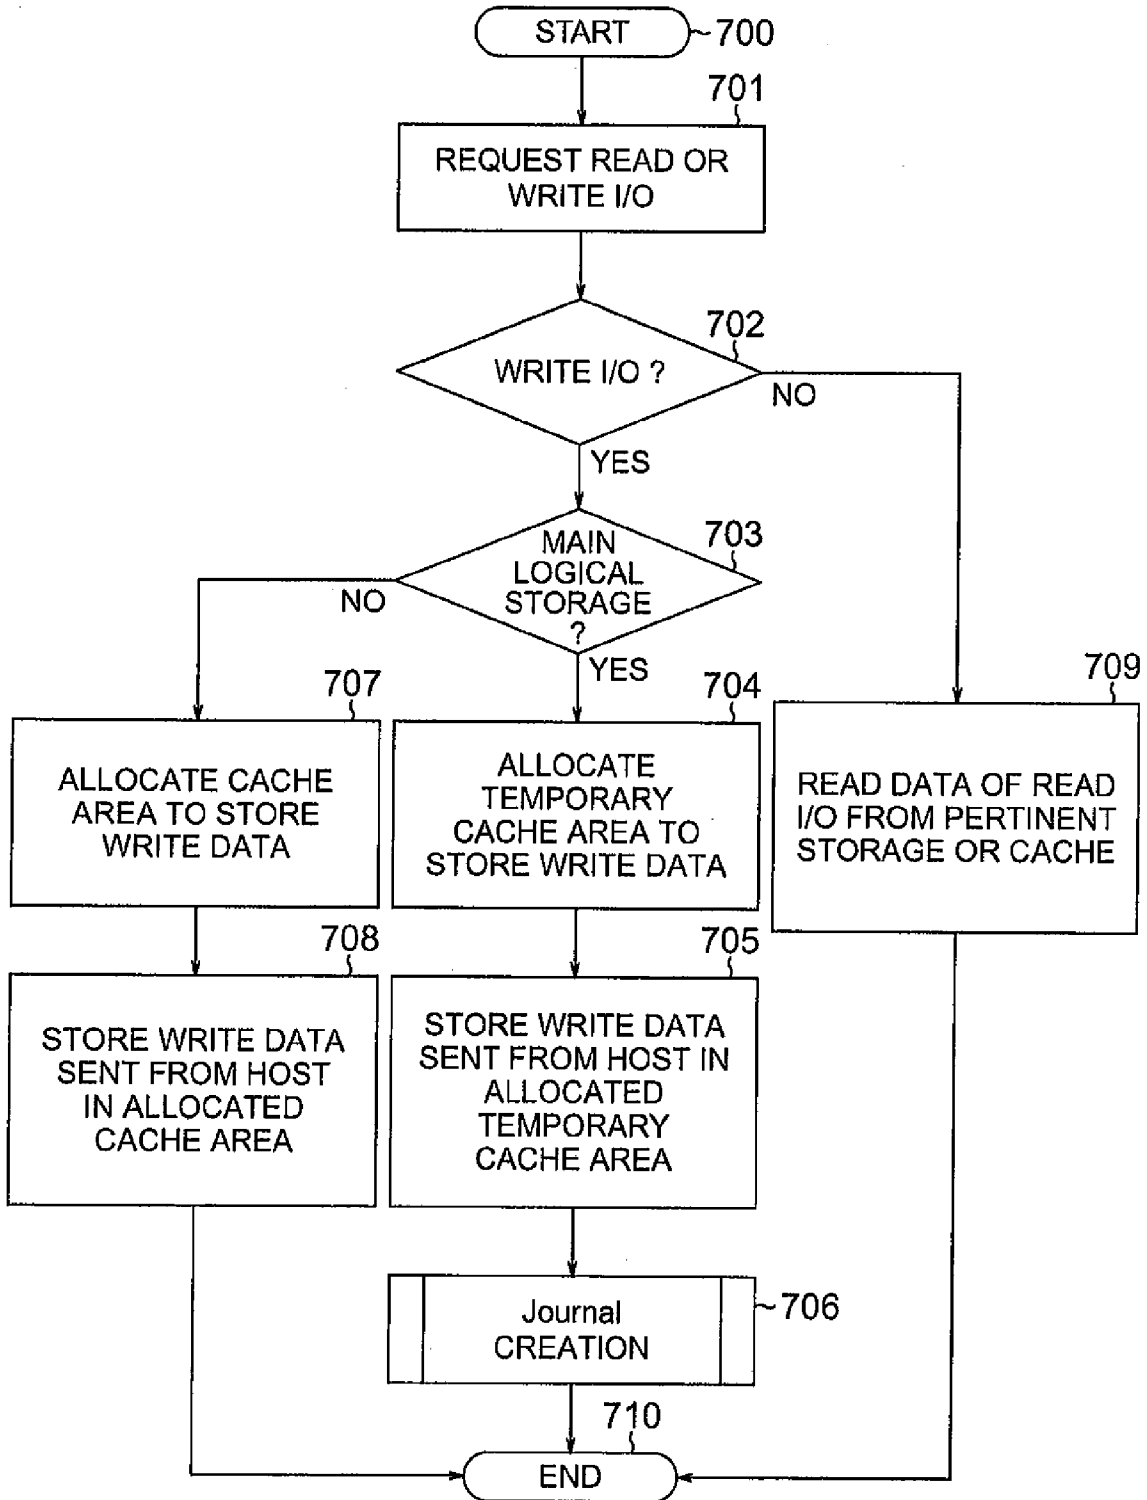 START
700
701
REQUEST READ OR
WRITE I/O
702
WRITE I/O ?
NO
YES
703
MAIN
LOGICAL
STORAGE
?
NO
YES
707
ALLOCATE CACHE
AREA TO STORE
WRITE DATA
704
ALLOCATE
TEMPORARY
CACHE AREA TO
STORE WRITE DATA
709
READ DATA OF READ
I/O FROM PERTINENT
STORAGE OR CACHE
708
STORE WRITE DATA
SENT FROM HOST
IN ALLOCATED
CACHE AREA
705
STORE WRITE DATA
SENT FROM HOST IN
ALLOCATED
TEMPORARY
CACHE AREA
Journal
CREATION
706
710
END